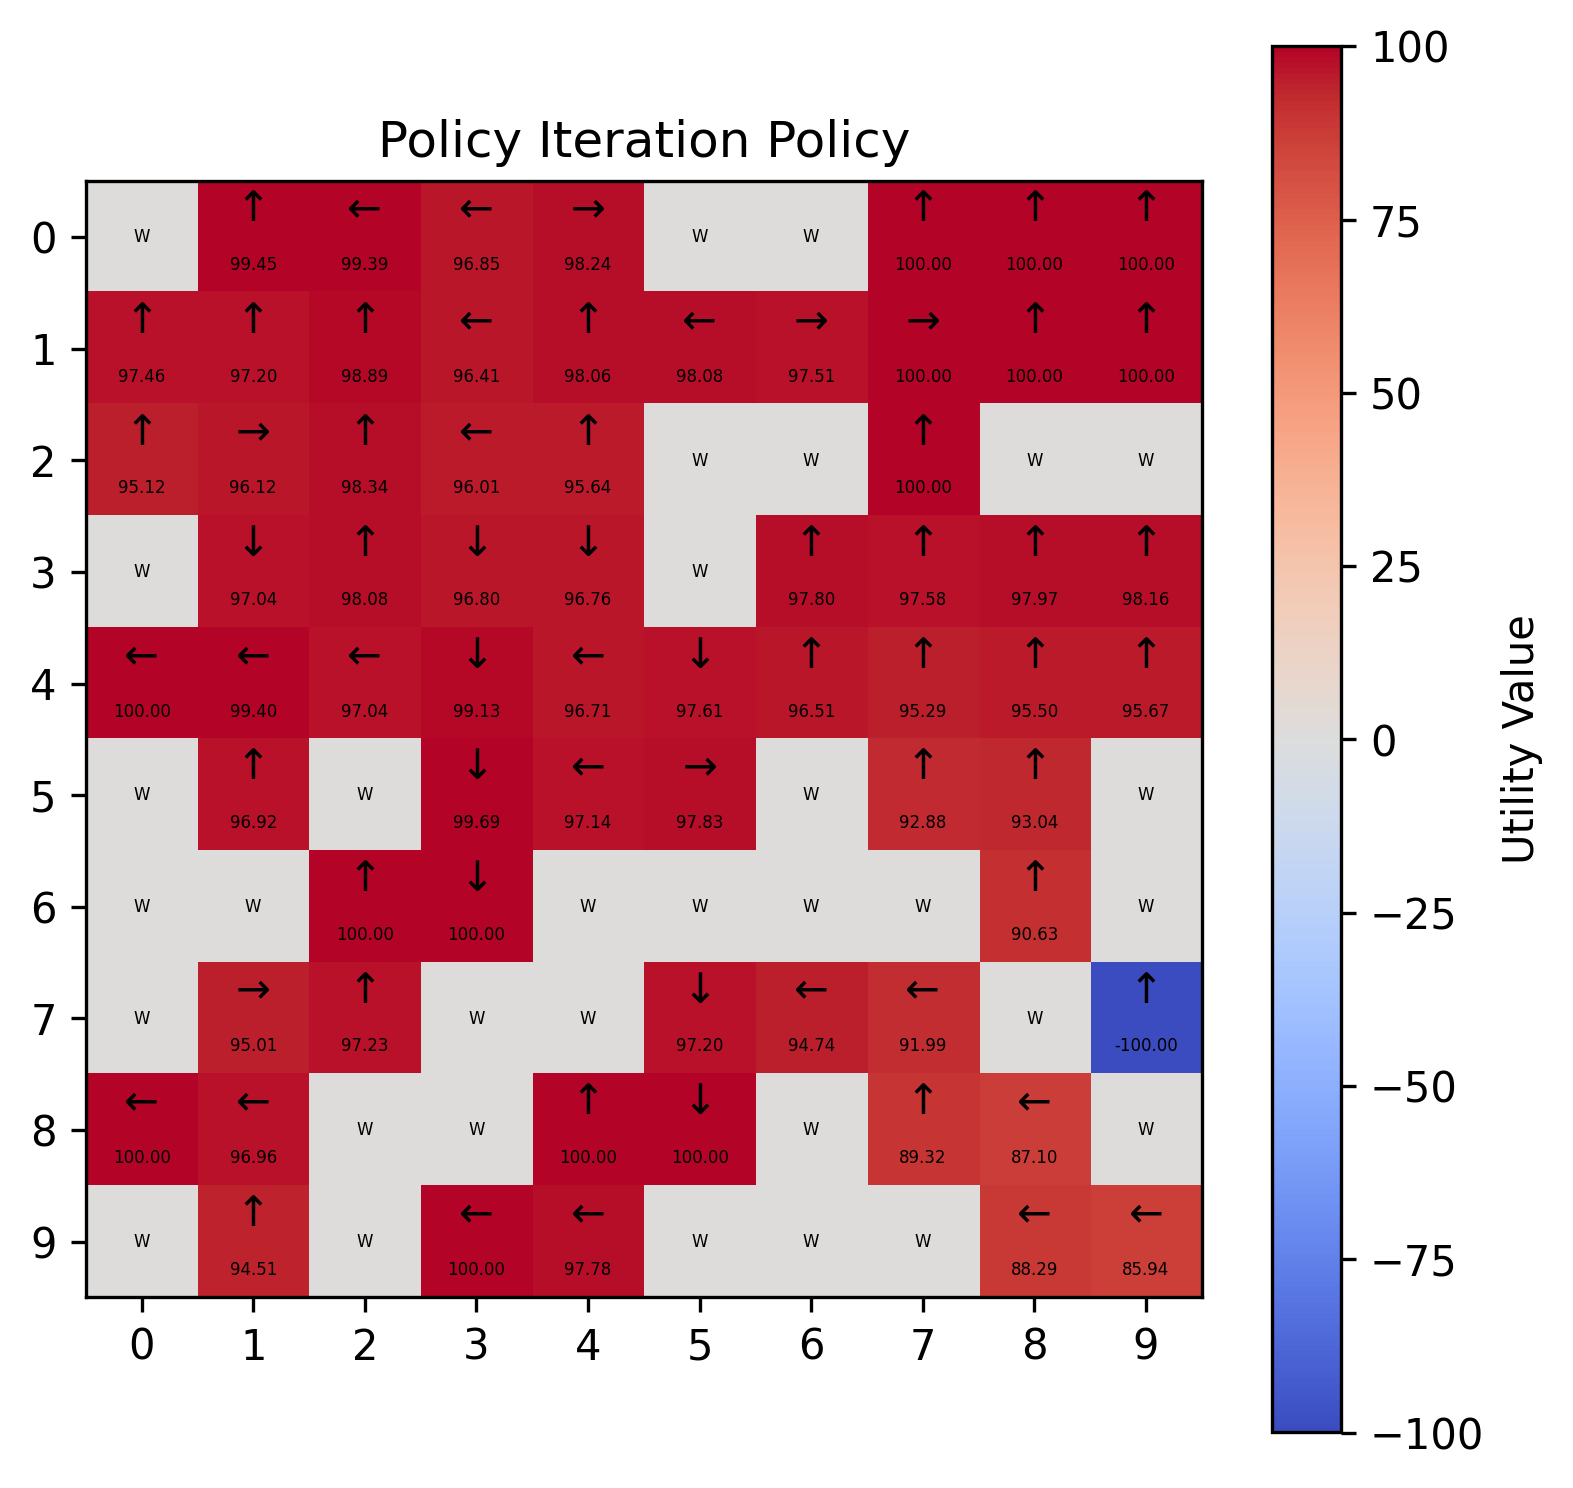 Policy Iteration Policy
0 W ↑ ← ← → W W ↑ ↑ ↑
99.45 99.39 96.85 98.24 100.00 100.00 100.00
1 ↑ ↑ ↑ ← ↑ ← → → ↑ ↑
97.46 97.20 98.89 96.41 98.06 98.08 97.51 100.00 100.00 100.00
2 ↑ → ↑ ← ↑ W W ↑ W W
95.12 96.12 98.34 96.01 95.64 100.00
3 W ↓ ↑ ↓ ↓ W ↑ ↑ ↑ ↑
97.04 98.08 96.80 96.76 97.80 97.58 97.97 98.16
4 ← ← ← ↓ ← ↓ ↑ ↑ ↑ ↑
100.00 99.40 97.04 99.13 96.71 97.61 96.51 95.29 95.50 95.67
5 W ↑ W ↓ ← → W ↑ ↑ W
96.92 99.69 97.14 97.83 92.88 93.04
6 W W ↑ ↓ W W W W ↑ W
100.00 100.00 90.63
7 W → ↑ W W ↓ ← ← W ↑
95.01 97.23 97.20 94.74 91.99 -100.00
8 ← ← W W ↑ ↓ W ↑ ← W
100.00 96.96 100.00 100.00 89.32 87.10
9 W ↑ W ← ← W W W ← ←
94.51 100.00 97.78 88.29 85.94
0 1 2 3 4 5 6 7 8 9
100
75
50
25
0
−25
−50
−75
−100
Utility Value